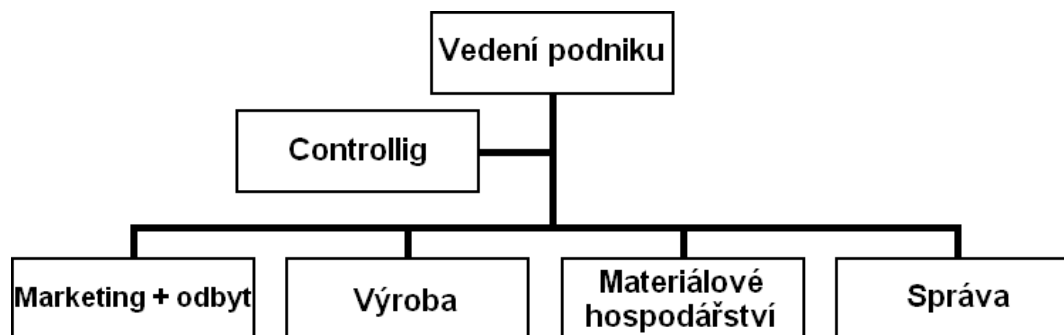 Vedení podniku
Controllig
Marketing + odbyt
Výroba
Materiálové
hospodářství
Správa